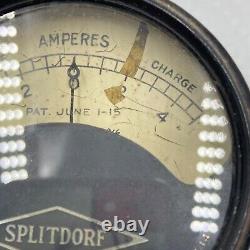 AMPERES
CHARGE
2 0 2 4
PAT. JUNE 1-15
SPLITDORF